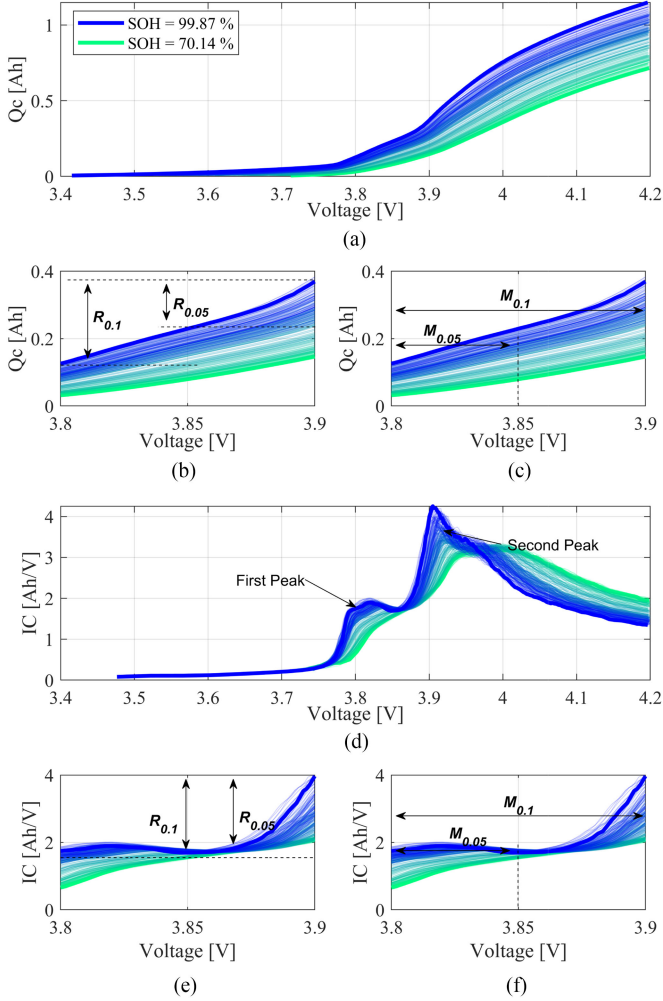 SOH = 99.87 %
SOH = 70.14 %
1
0.5
0
Qc [Ah]
3.4 3.5 3.6 3.7 3.8 3.9 4 4.1 4.2
Voltage [V]
(a)
0.4
0.2
0
Qc [Ah]
R0.1
R0.05
3.8 3.85 3.9
Voltage [V]
(b)
0.4
0.2
0
Qc [Ah]
M0.1
M0.05
3.8 3.85 3.9
Voltage [V]
(c)
4
3
2
1
0
IC [Ah/V]
First Peak
Second Peak
3.4 3.5 3.6 3.7 3.8 3.9 4 4.1 4.2
Voltage [V]
(d)
4
2
0
IC [Ah/V]
R0.1
R0.05
3.8 3.85 3.9
Voltage [V]
(e)
4
2
0
IC [Ah/V]
M0.1
M0.05
3.8 3.85 3.9
Voltage [V]
(f)